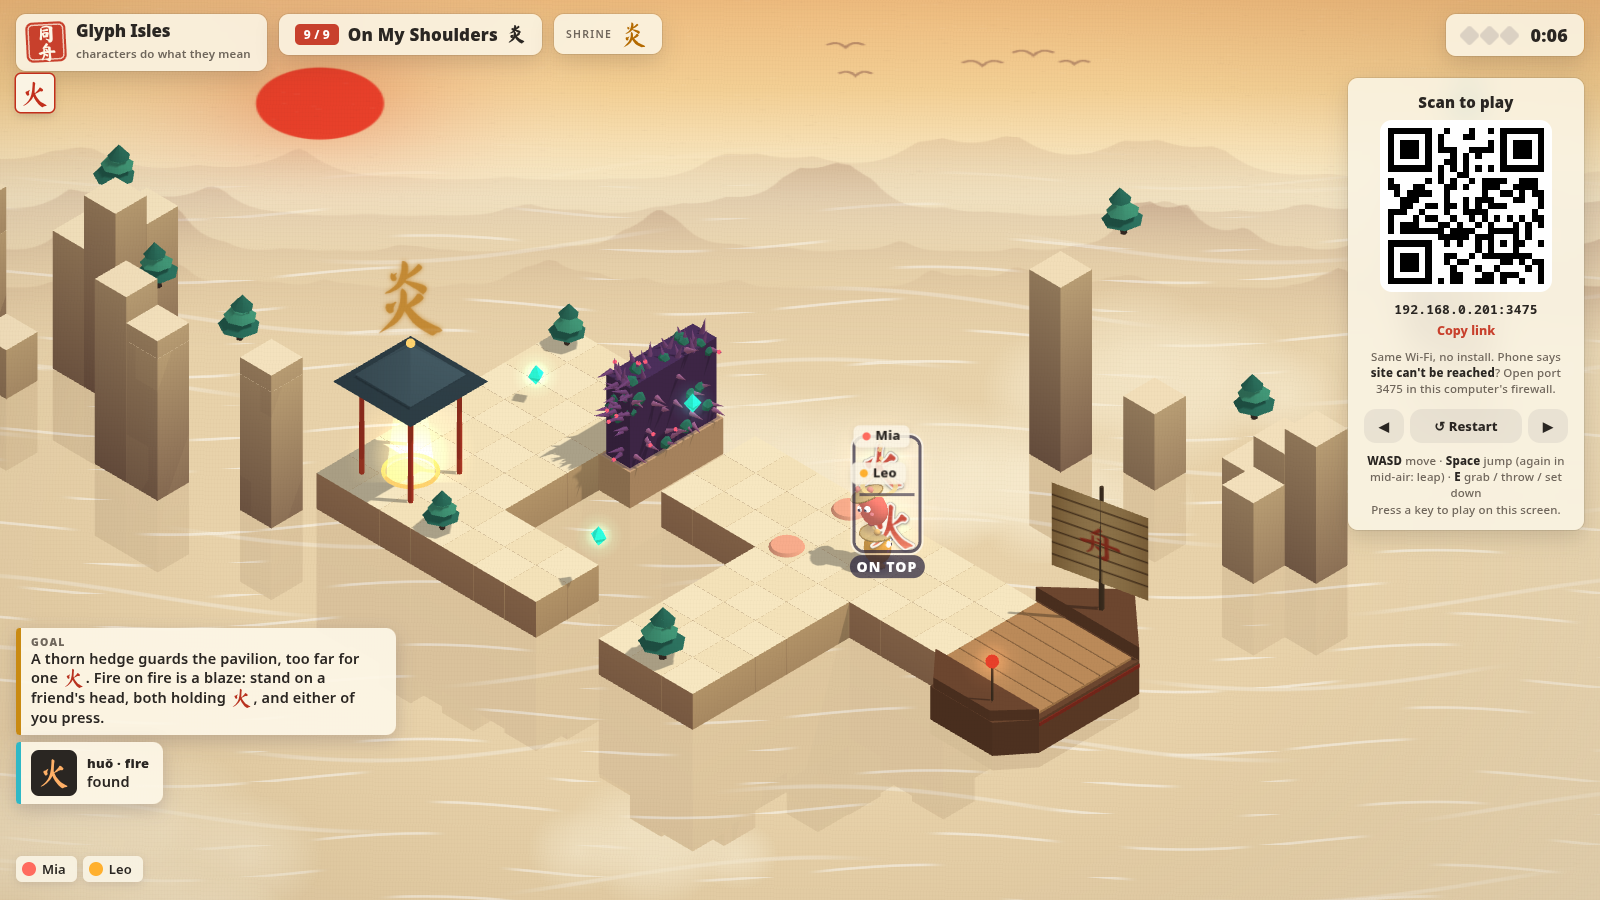 同舟
Glyph Isles
characters do what they mean
9 / 9 On My Shoulders 炎
SHRINE 炎
0:06
火
Scan to play
192.168.0.201:3475
Copy link
Same Wi-Fi, no install. Phone says
site can't be reached? Open port
3475 in this computer's firewall.
◀ ↺ Restart ▶
WASD move · Space jump (again in
mid-air: leap) · E grab / throw / set
down
Press a key to play on this screen.
炎
Mia
火
Leo
火
ON TOP
舟
GOAL
A thorn hedge guards the pavilion, too far for
one 火. Fire on fire is a blaze: stand on a
friend's head, both holding 火, and either of
you press.
火 huǒ · fire
found
Mia Leo